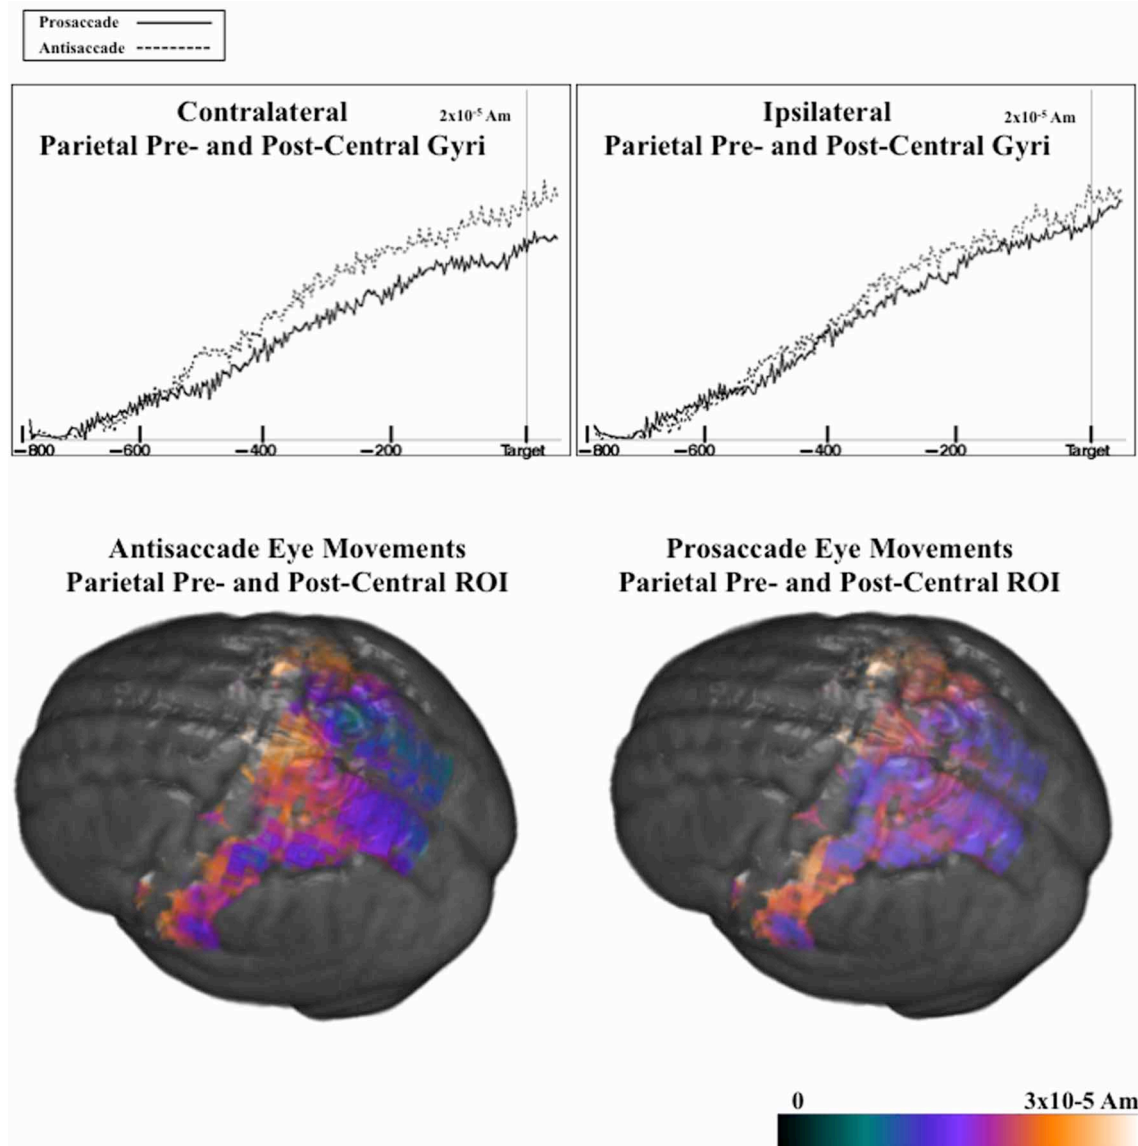 Prosaccade
Antisaccade
Contralateral
2x10⁻⁵ Am
Parietal Pre- and Post-Central Gyri
−800 −600 −400 −200 Target
Ipsilateral
2x10⁻⁵ Am
Parietal Pre- and Post-Central Gyri
−800 −600 −400 −200 Target
Antisaccade Eye Movements
Parietal Pre- and Post-Central ROI
Prosaccade Eye Movements
Parietal Pre- and Post-Central ROI
0 3x10-5 Am